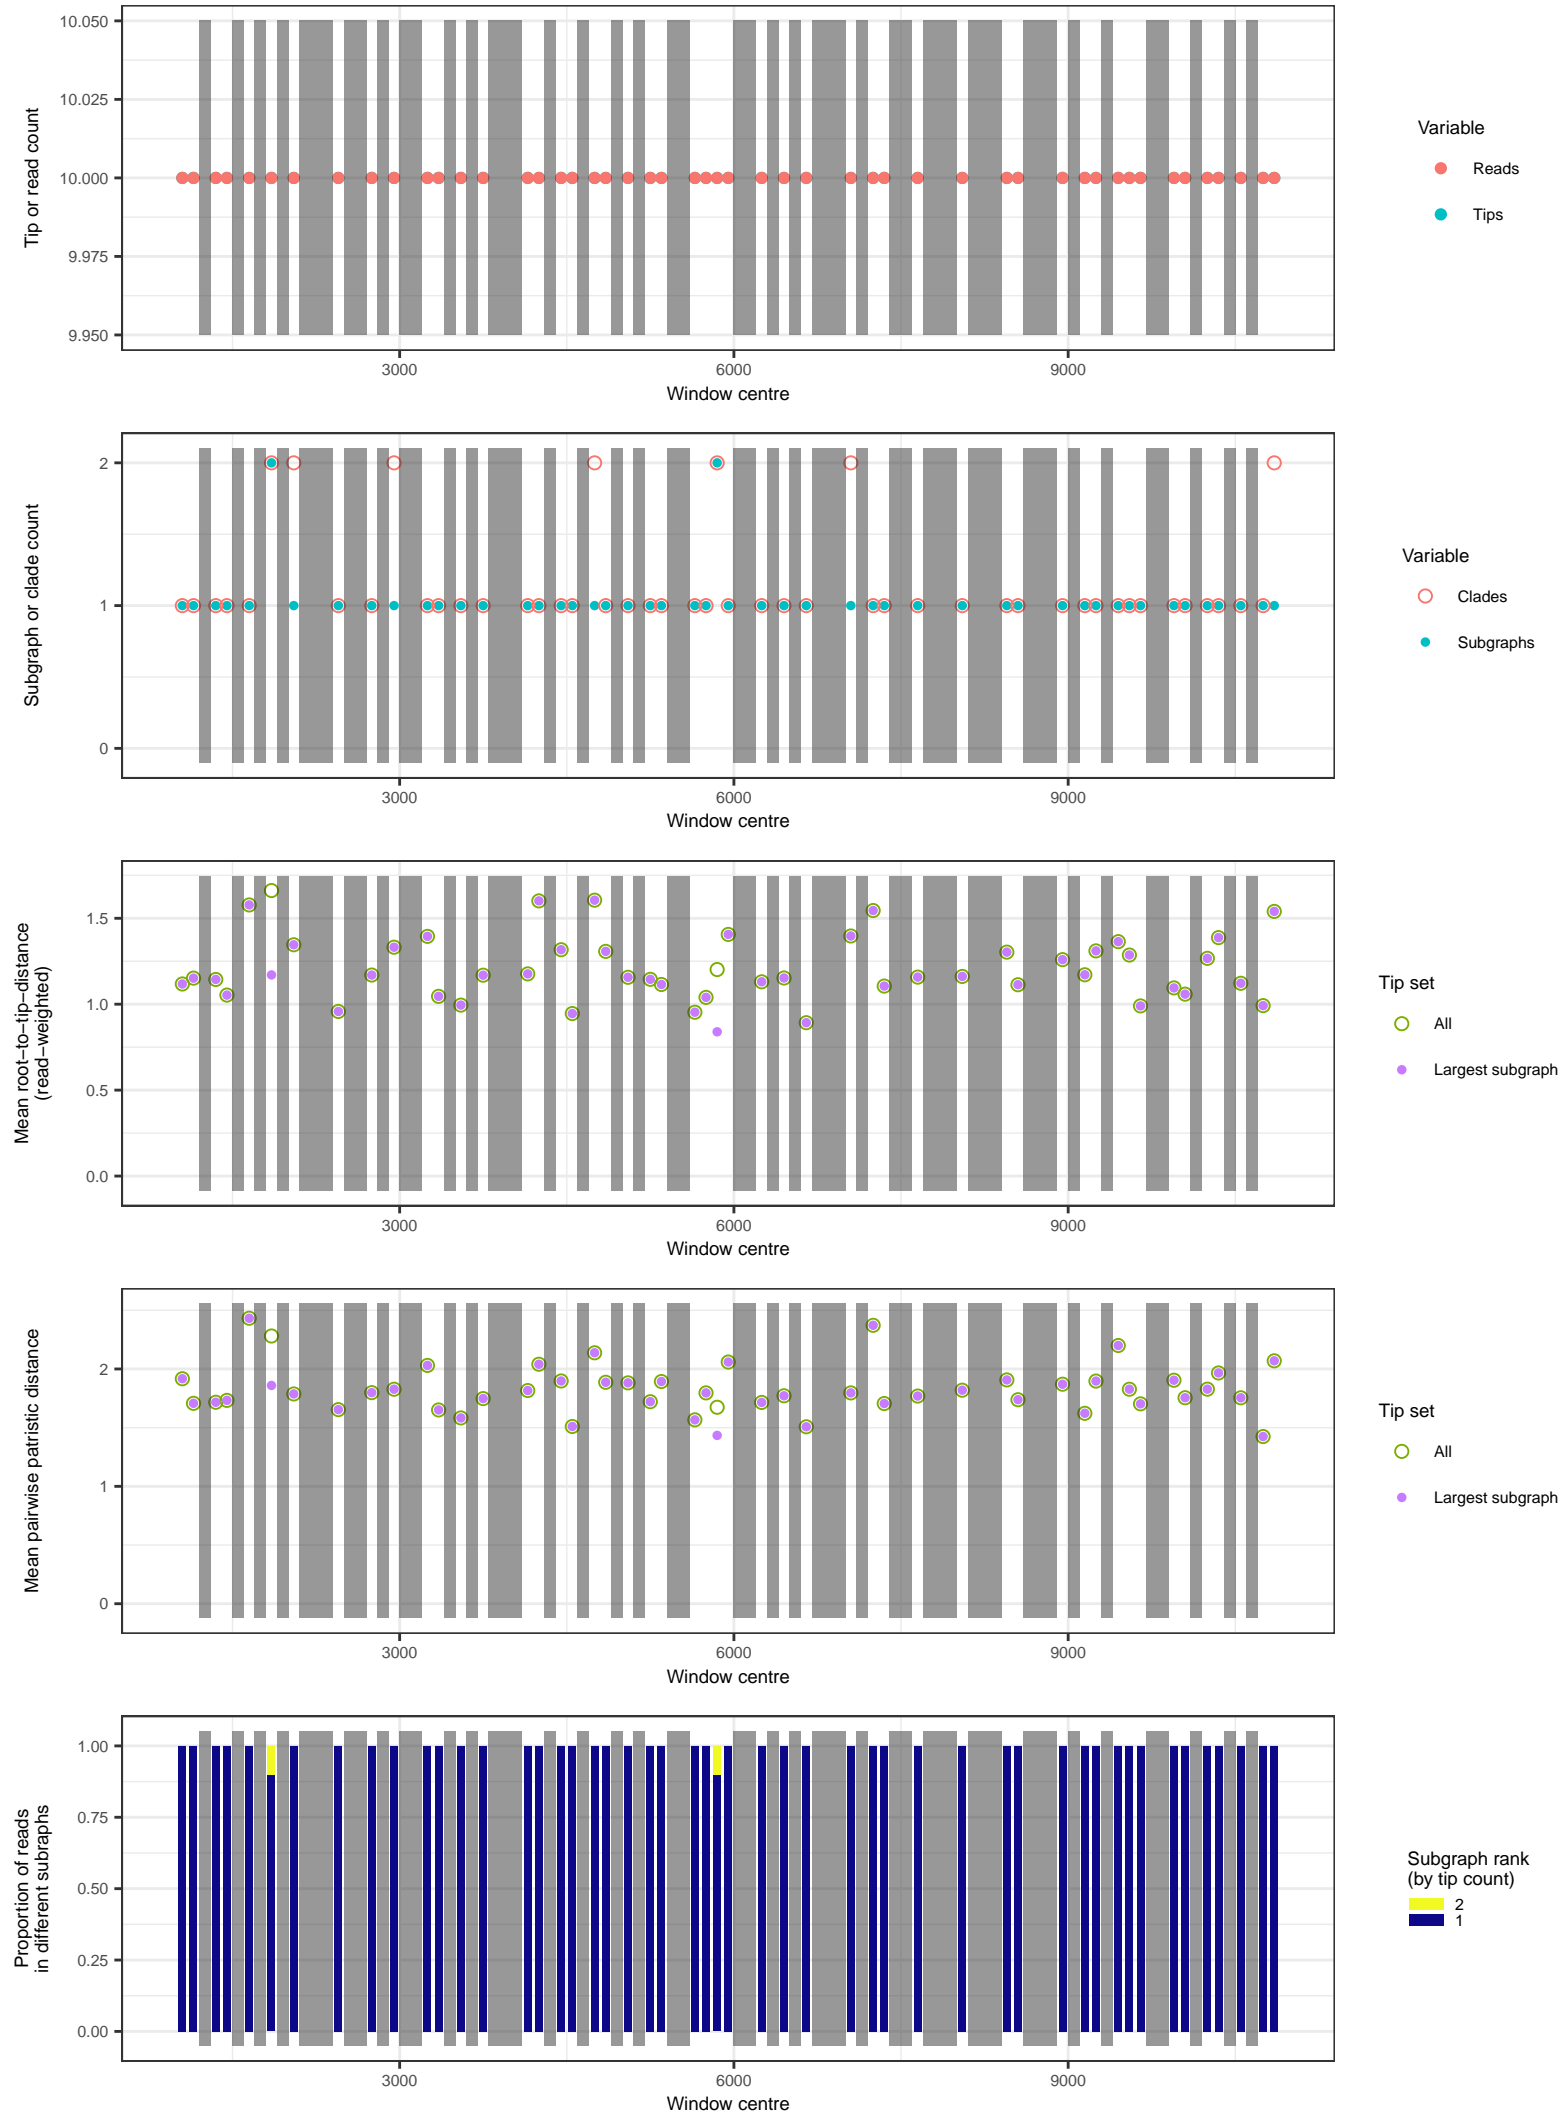 10.050
10.025
10.000
9.975
9.950
Tip or read count
3000
6000
9000
Window centre
Variable
Reads
Tips
2
1
0
Subgraph or clade count
3000
6000
9000
Window centre
Variable
Clades
Subgraphs
1.5
1.0
0.5
0.0
Mean root−to−tip−distance
(read−weighted)
3000
6000
9000
Window centre
Tip set
All
Largest subgraph
2
1
0
Mean pairwise patristic distance
3000
6000
9000
Window centre
Tip set
All
Largest subgraph
1.00
0.75
0.50
0.25
0.00
Proportion of reads
in different subraphs
3000
6000
9000
Window centre
Subgraph rank
(by tip count)
2
1